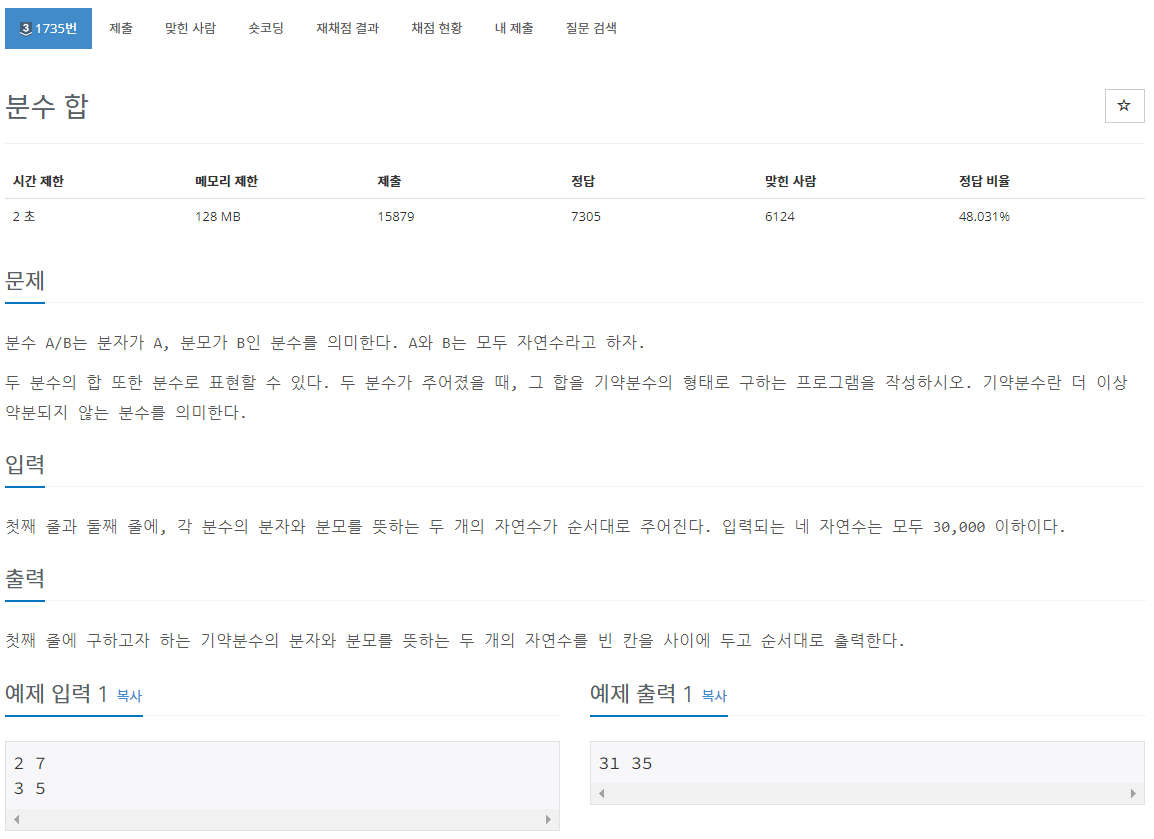 3 1735번 제출 맞힌 사람 숏코딩 재채점 결과 채점 현황 내 제출 질문 검색
분수 합
시간 제한 메모리 제한 제출 정답 맞힌 사람 정답 비율
2 초 128 MB 15879 7305 6124 48.031%
문제
분수 A/B는 분자가 A, 분모가 B인 분수를 의미한다. A와 B는 모두 자연수라고 하자.
두 분수의 합 또한 분수로 표현할 수 있다. 두 분수가 주어졌을 때, 그 합을 기약분수의 형태로 구하는 프로그램을 작성하시오. 기약분수란 더 이상
약분되지 않는 분수를 의미한다.
입력
첫째 줄과 둘째 줄에, 각 분수의 분자와 분모를 뜻하는 두 개의 자연수가 순서대로 주어진다. 입력되는 네 자연수는 모두 30,000 이하이다.
출력
첫째 줄에 구하고자 하는 기약분수의 분자와 분모를 뜻하는 두 개의 자연수를 빈 칸을 사이에 두고 순서대로 출력한다.
예제 입력 1 복사
2 7
3 5
예제 출력 1 복사
31 35